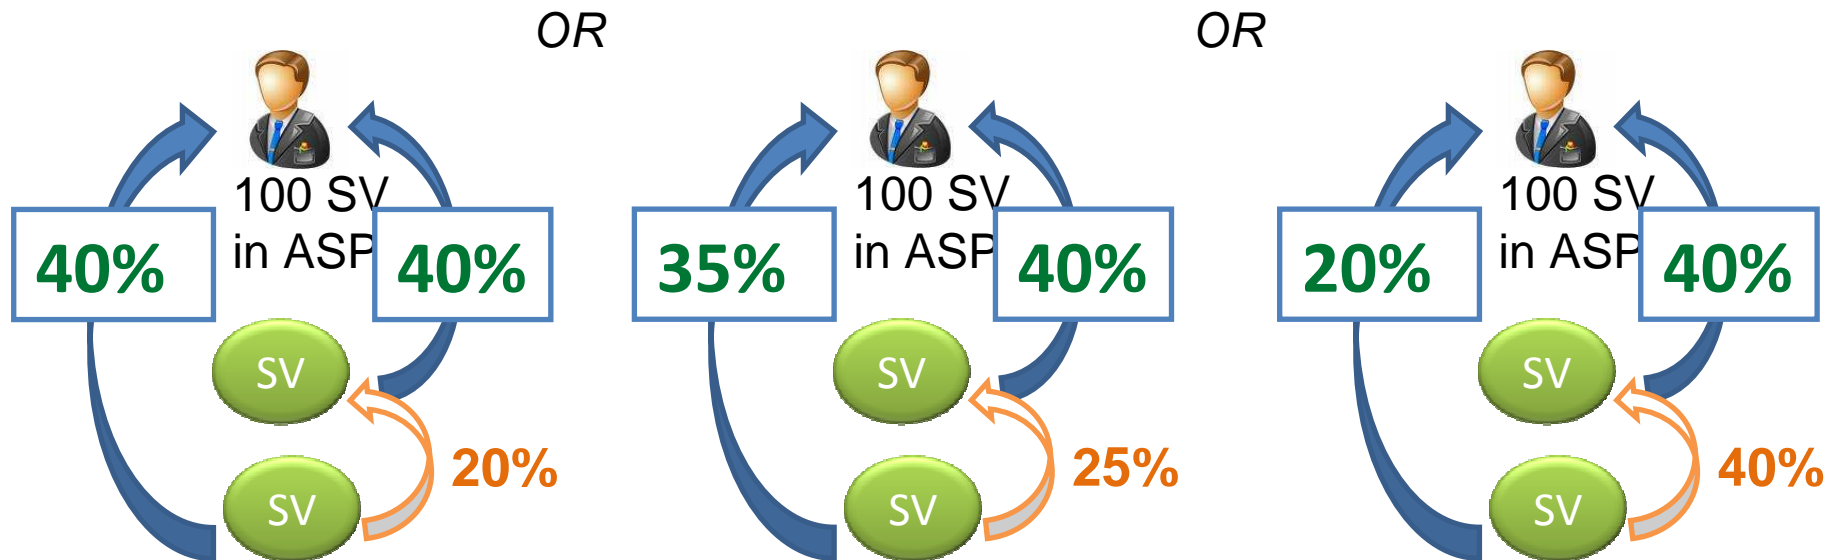 OR
OR
100 SV
in ASP
40%
40%
SV
SV
20%
100 SV
in ASP
35%
40%
SV
SV
25%
100 SV
in ASP
20%
40%
SV
SV
40%